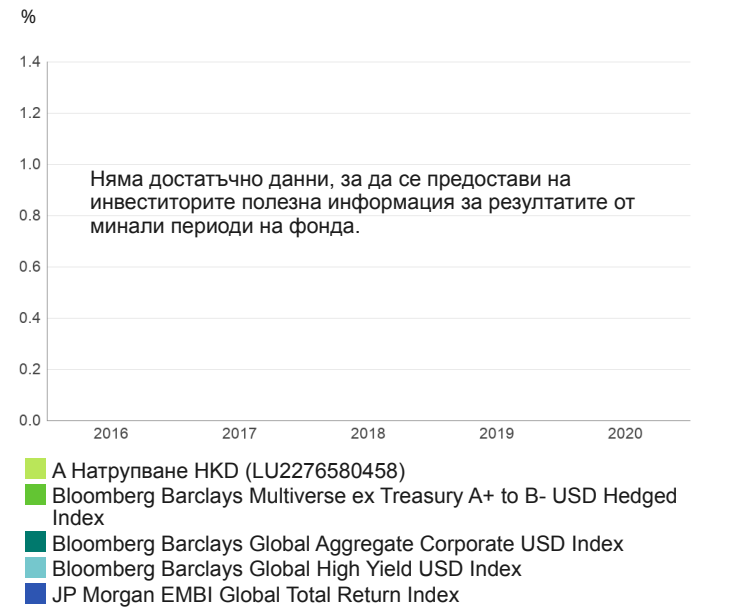 %
1.4
1.2
1.0
Няма достатъчно данни, за да се предостави на
инвеститорите полезна информация за резултатите от
минали периоди на фонда.
0.8
0.6
0.4
0.2
0.0
2016 2017 2018 2019 2020
А Натрупване HKD (LU2276580458)
Bloomberg Barclays Multiverse ex Treasury A+ to B- USD Hedged
Index
Bloomberg Barclays Global Aggregate Corporate USD Index
Bloomberg Barclays Global High Yield USD Index
JP Morgan EMBI Global Total Return Index